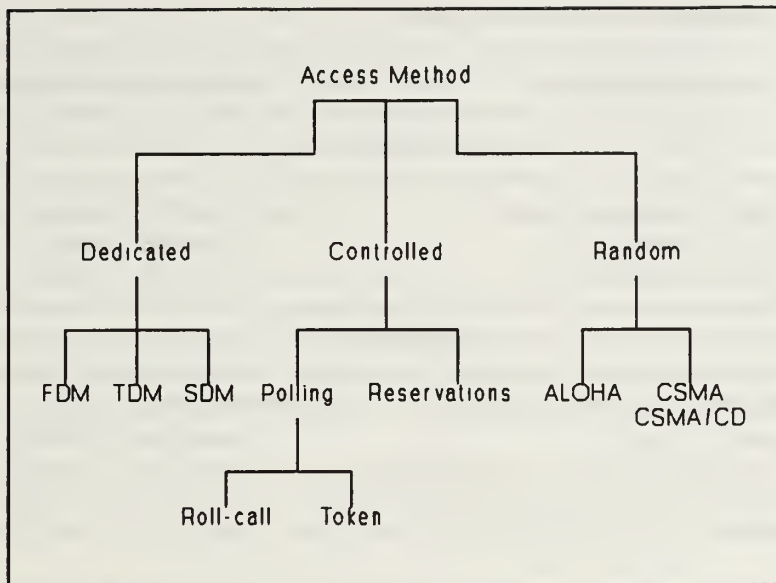 Access Method
Dedicated Controlled Random
FDM TDM SDM Polling Reservations ALOHA CSMA
CSMA/CD
Roll-call Token